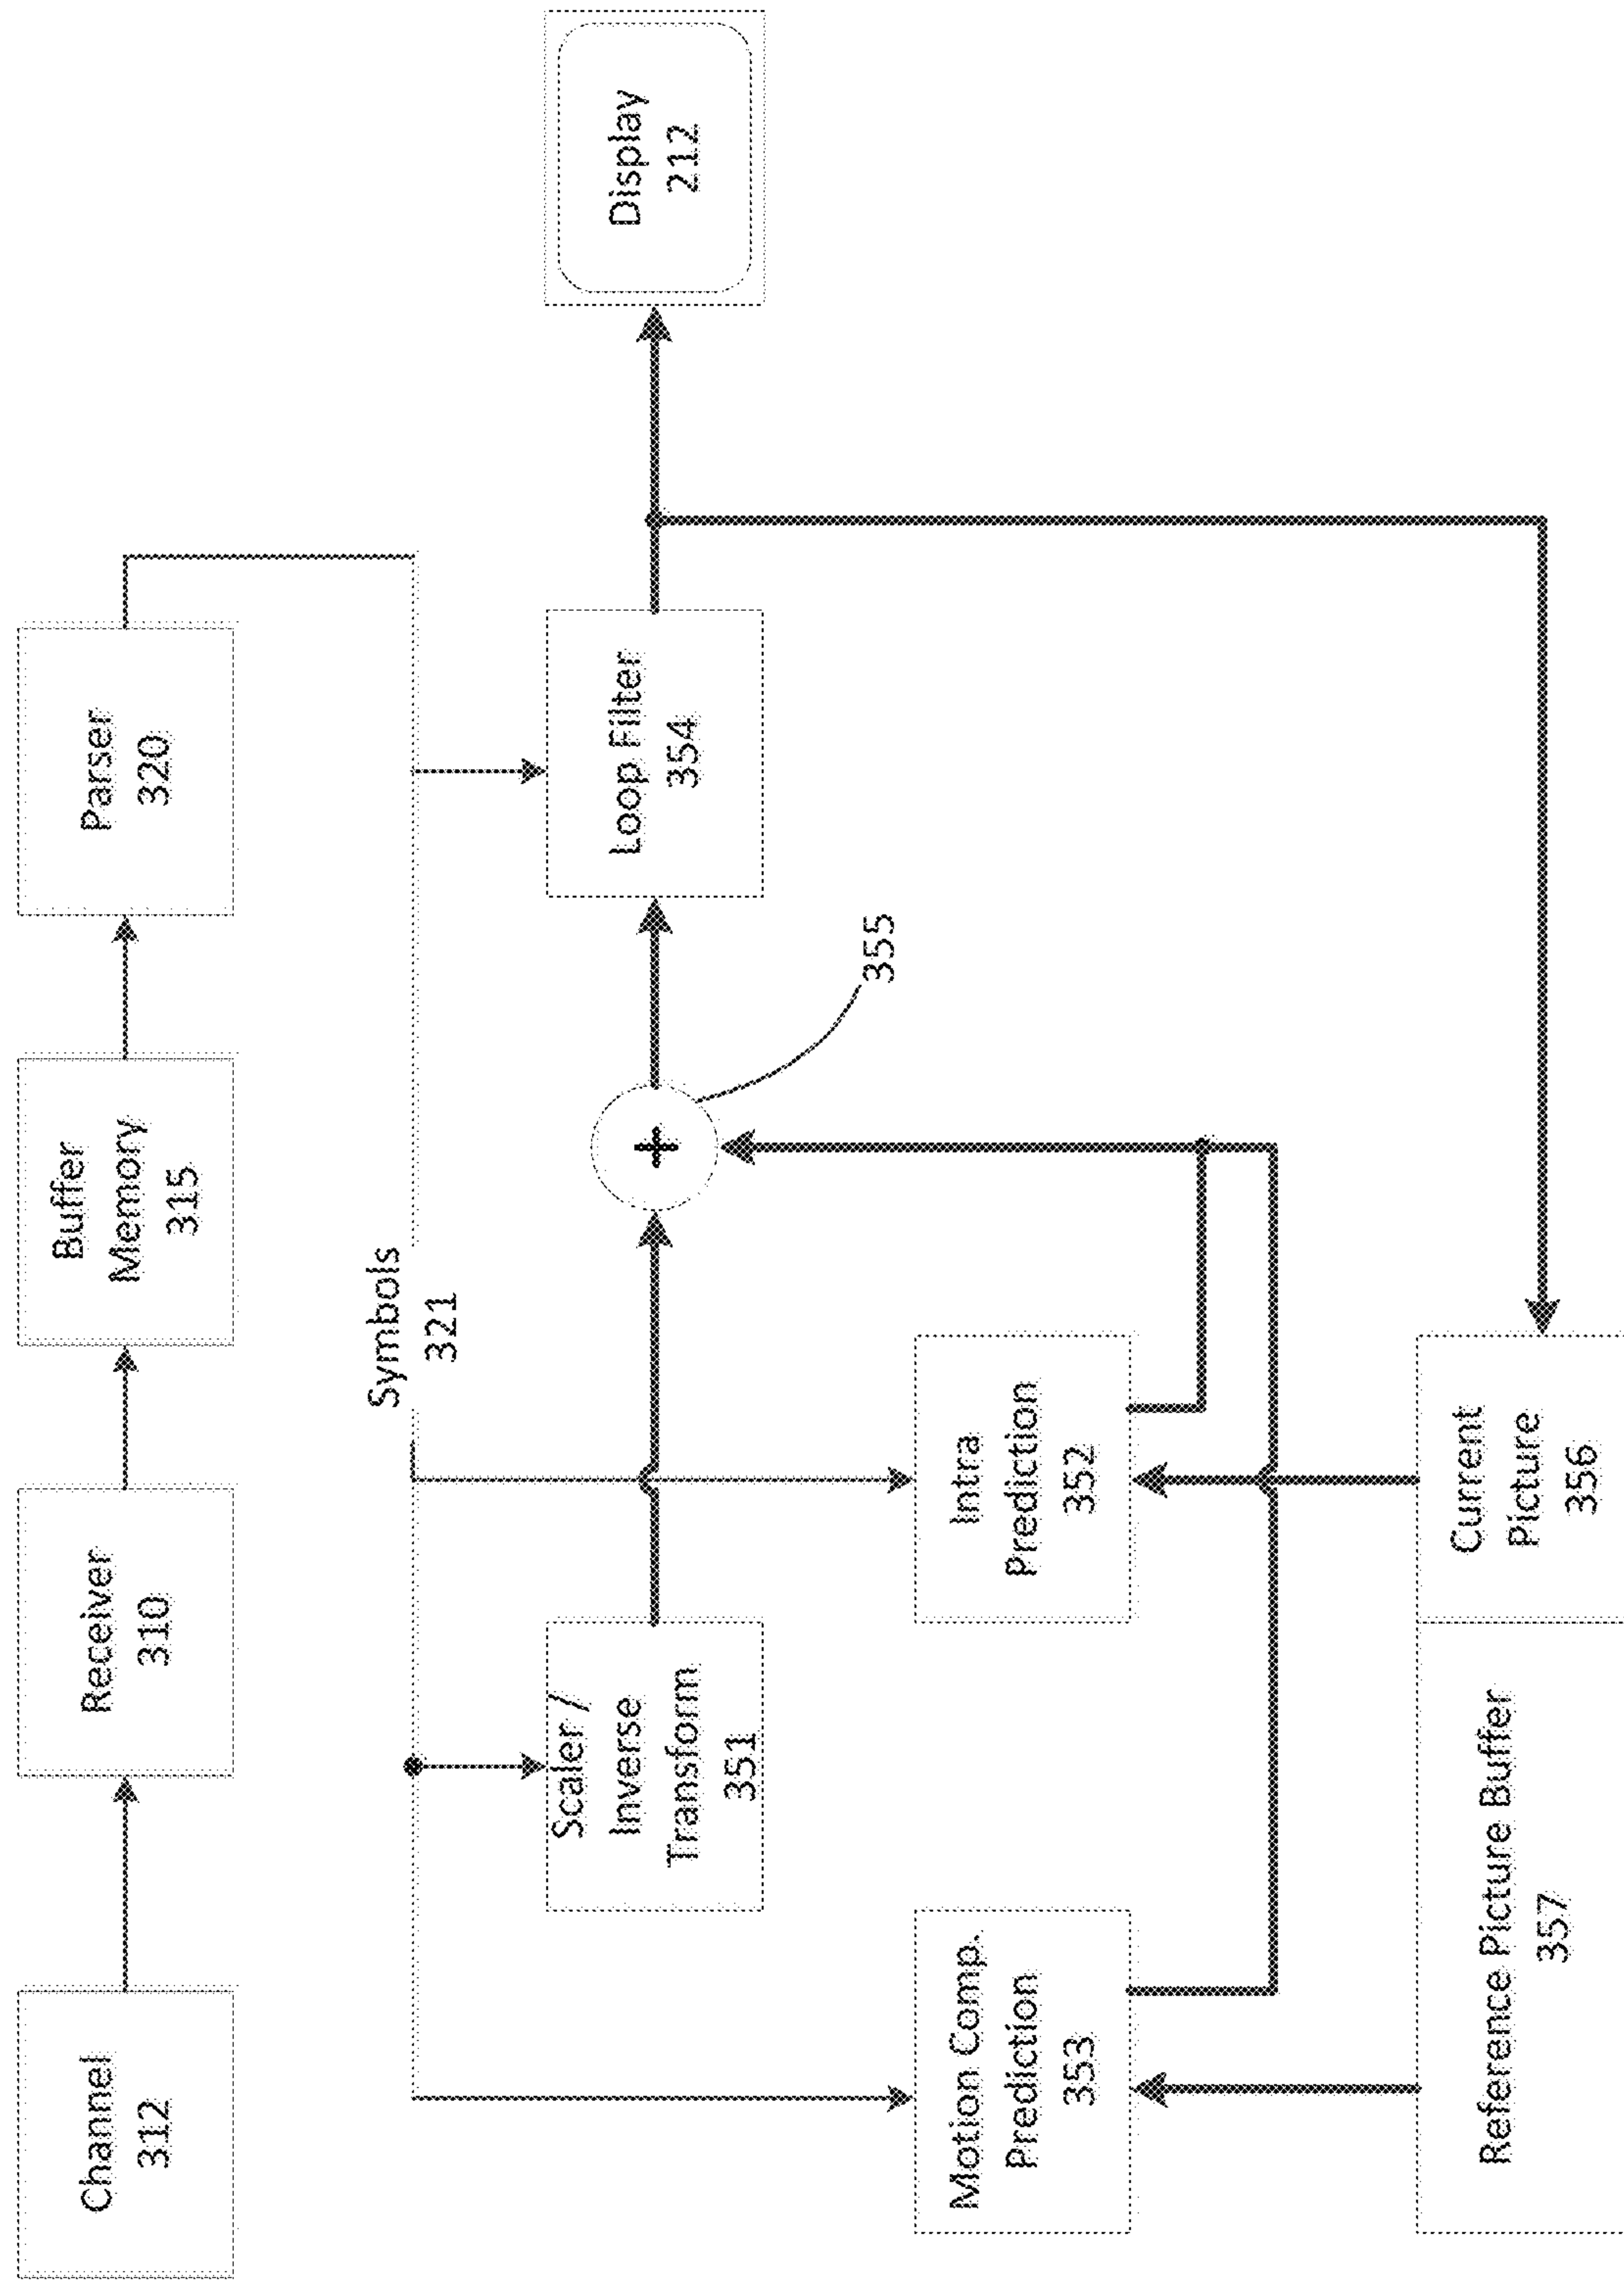 Channel
312
Receiver
310
Buffer
Memory
315
Parser
320
Symbols
321
Scaler /
Inverse
Transform
351
+
355
Loop Filter
354
Display
212
Motion Comp.
Prediction
353
Intra
Prediction
352
Reference Picture Buffer
357
Current
Picture
356